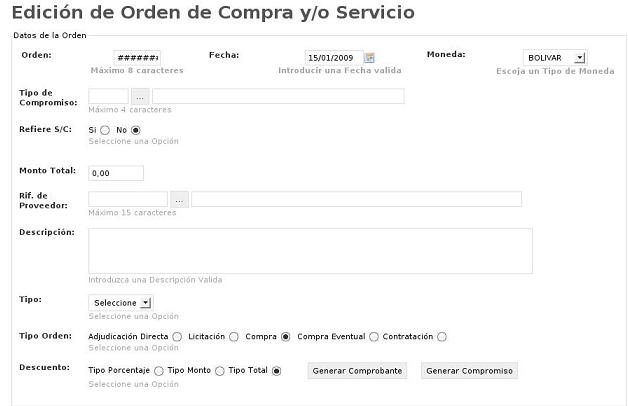 Edición de Orden de Compra y/o Servicio
Datos de la Orden
Orden: ####### Fecha: 15/01/2009 Moneda: BOLIVAR
Máximo 8 caracteres Introducir una Fecha valida Escoja un Tipo de Moneda
Tipo de
Compromiso: ...
Máximo 4 caracteres
Refiere S/C: Si No
Seleccione una Opción
Monto Total: 0,00
Rif. de
Proveedor: ...
Máximo 15 caracteres
Descripción:
Introduzca una Descripción Valida
Tipo: Seleccione
Seleccione una Opción
Tipo Orden: Adjudicación Directa Licitación Compra Compra Eventual Contratación
Seleccione una Opción
Descuento: Tipo Porcentaje Tipo Monto Tipo Total Generar Comprobante Generar Compromiso
Seleccione una Opción